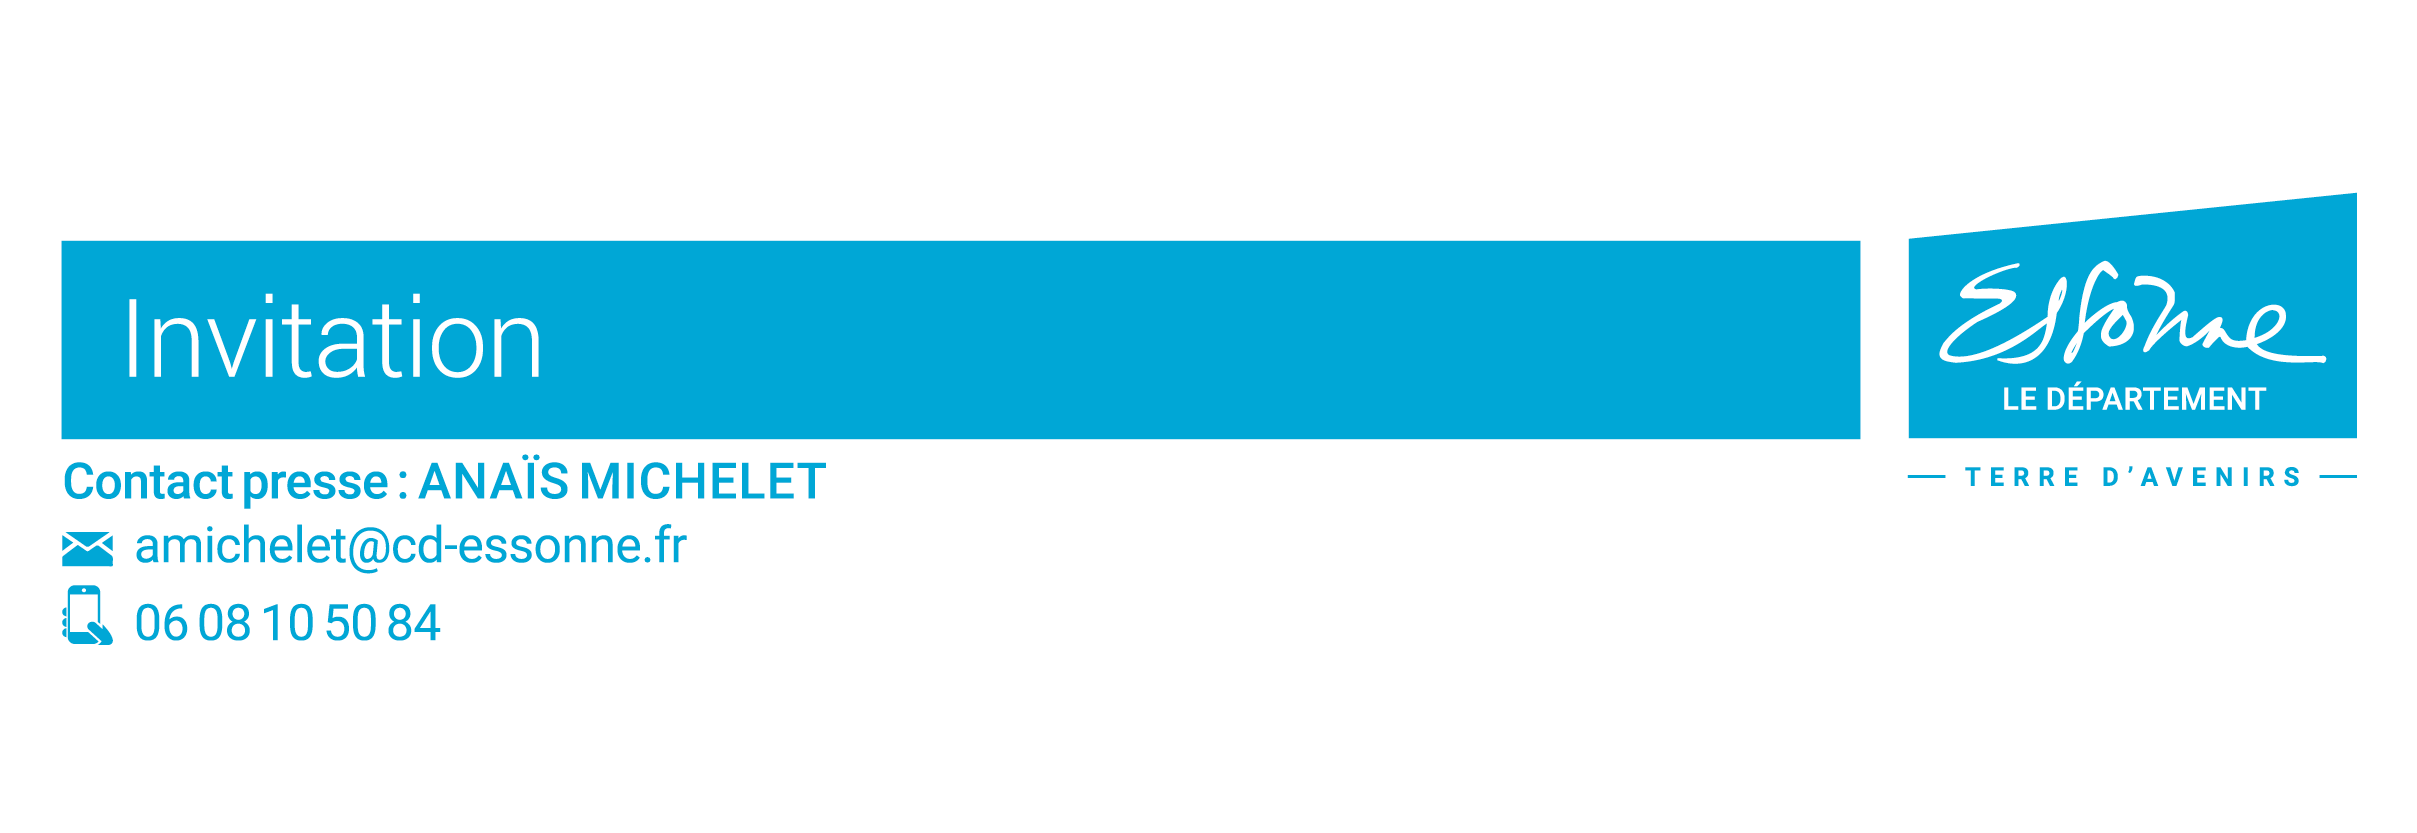 Invitation
Essonne
LE DÉPARTEMENT
TERRE D’AVENIRS
Contact presse : ANAÏS MICHELET
amichelet@cd-essonne.fr
06 08 10 50 84